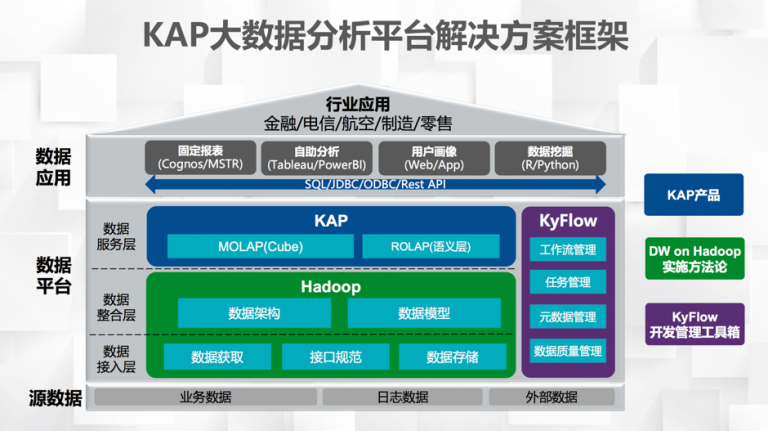 KAP大数据分析平台解决方案框架
行业应用
金融/电信/航空/制造/零售
数据
应用
固定报表
(Cognos/MSTR)
自助分析
(Tableau/PowerBI)
用户画像
(Web/App)
数据挖掘
(R/Python)
SQL/JDBC/ODBC/Rest API
数据
平台
数据
服务层
KAP
MOLAP(Cube)
ROLAP(语义层)
数据
整合层
Hadoop
数据架构
数据模型
数据
接入层
数据获取
接口规范
数据存储
KyFlow
工作流管理
任务管理
元数据管理
数据质量管理
源数据
业务数据
日志数据
外部数据
KAP产品
DW on Hadoop
实施方法论
KyFlow
开发管理工具箱